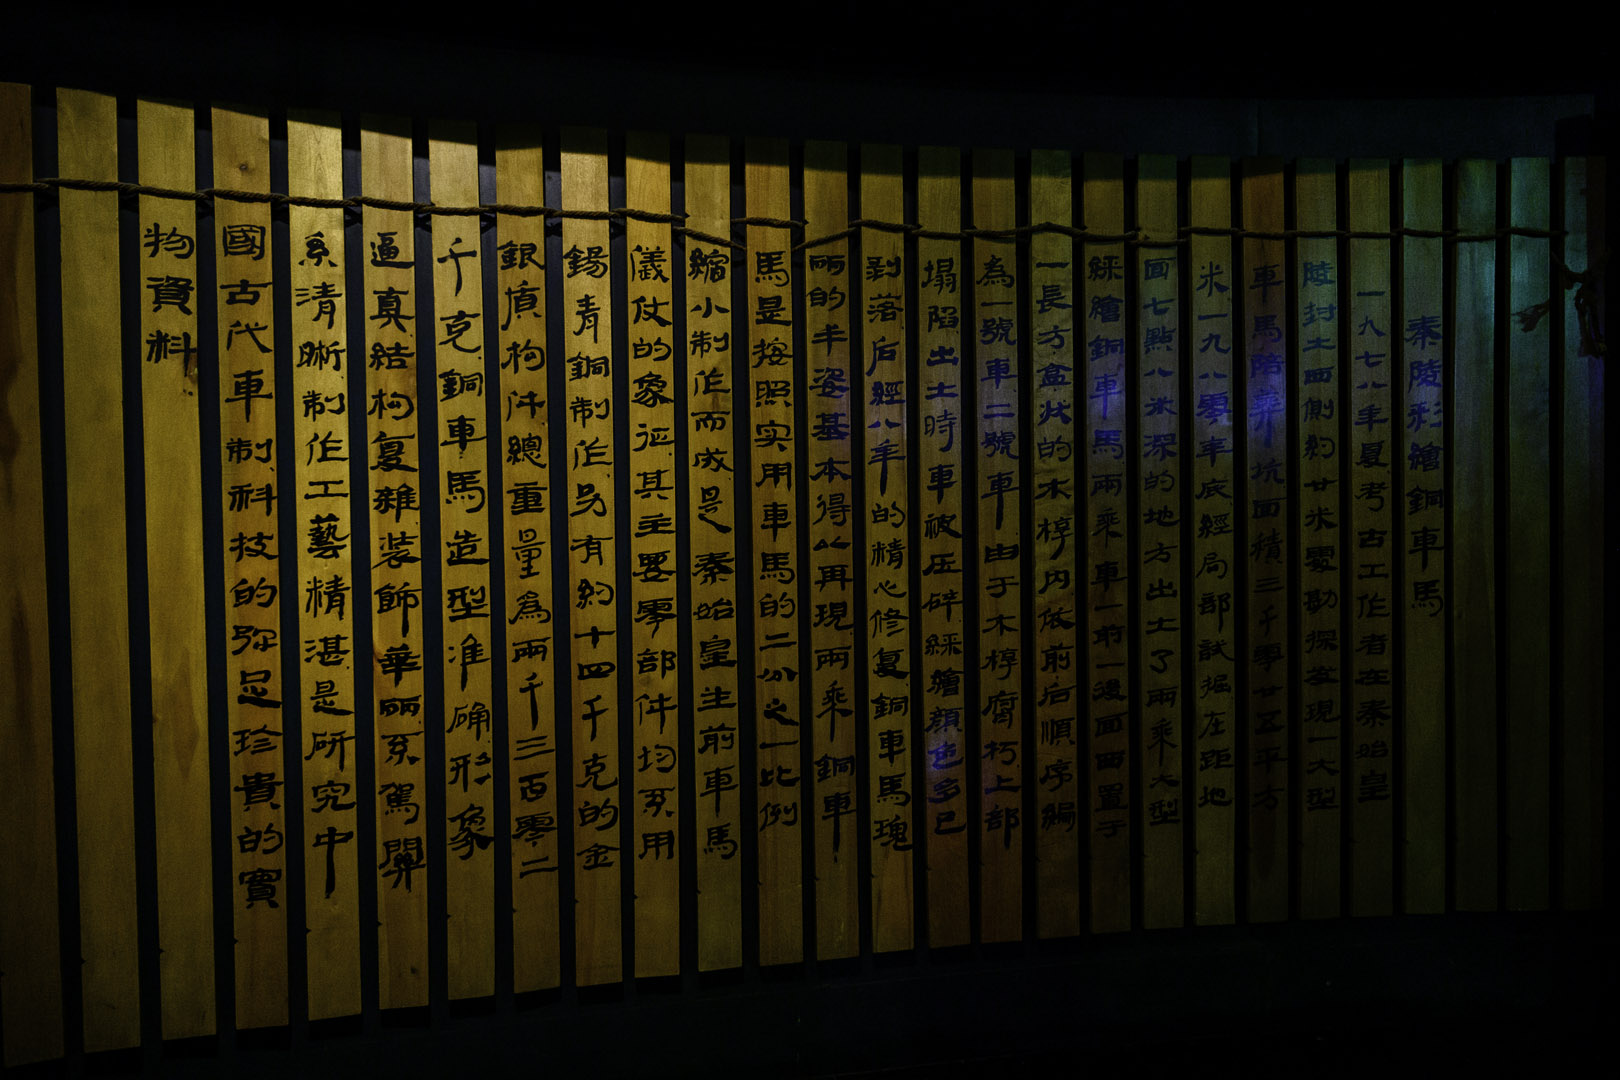 秦陵彩繪銅車馬
一九七八年夏考古工作者在秦始皇
陵封土西側約廿米處勘探发現一大型
車馬陪葬坑面積三千零廿五平方
米一九八零年底經局部試掘在距地
面七點八米深的地方出土了兩乘大型
綵繪銅車馬兩乘車一前一後面西置于
一長方盒狀的木椁内依前后順序編
為一號車二號車由于木椁腐朽上部
塌陷出土時車被压碎綵繪顔色多已
剥落后經八年的精心修复銅車馬瑰
丽的丰姿基本得以再現兩乘銅車
馬是按照实用車馬的二分之一比例
縮小制作而成是秦始皇生前車馬
儀仗的象征其主要零部件均系用
錫青銅制作另有約十四千克的金
銀質构件總重量為兩千三百零二
千克銅車馬造型准确形象
逼真结构复雜装飾華丽系駕關
系清晰制作工藝精湛是研究中
國古代車制科技的弥足珍貴的實
物資料